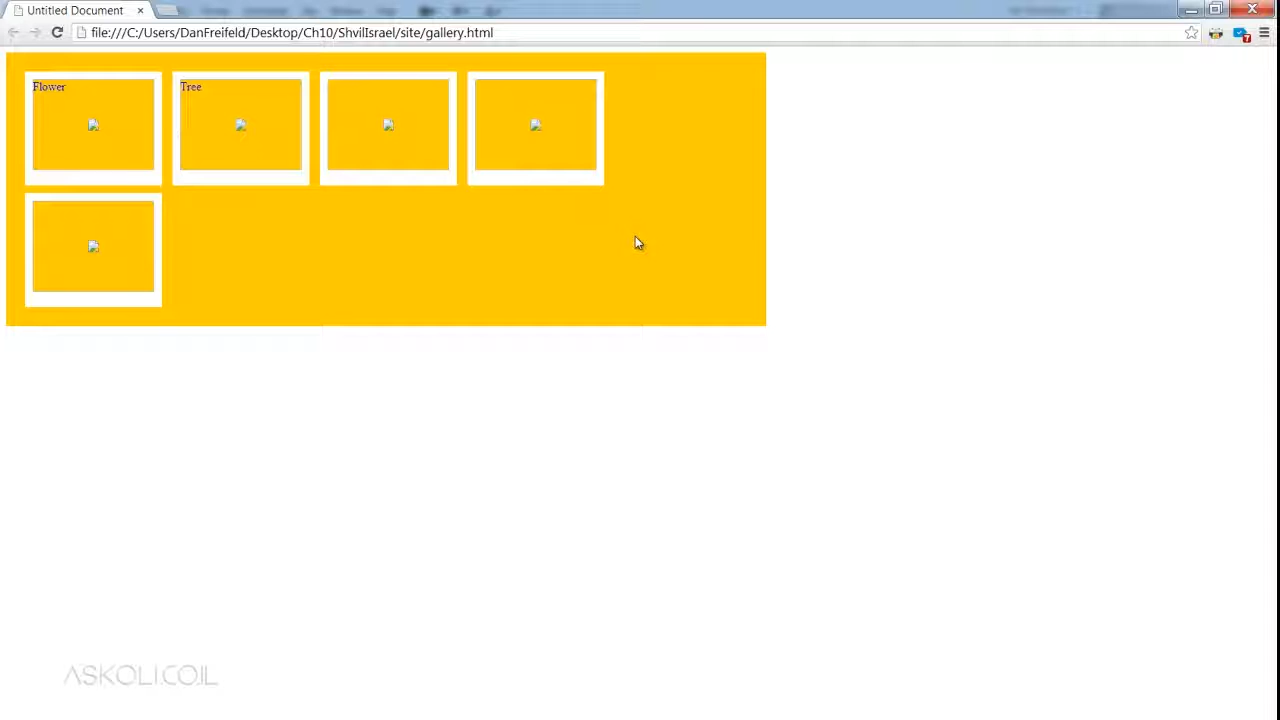 Untitled Document
file:///C:/Users/DanFreifeld/Desktop/Ch10/ShvilIsrael/site/gallery.html
Flower
Tree
ASKOLI.CO.IL